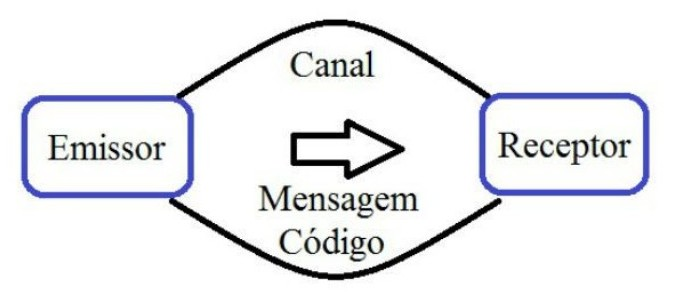 Canal
Emissor
Receptor
Mensagem
Código